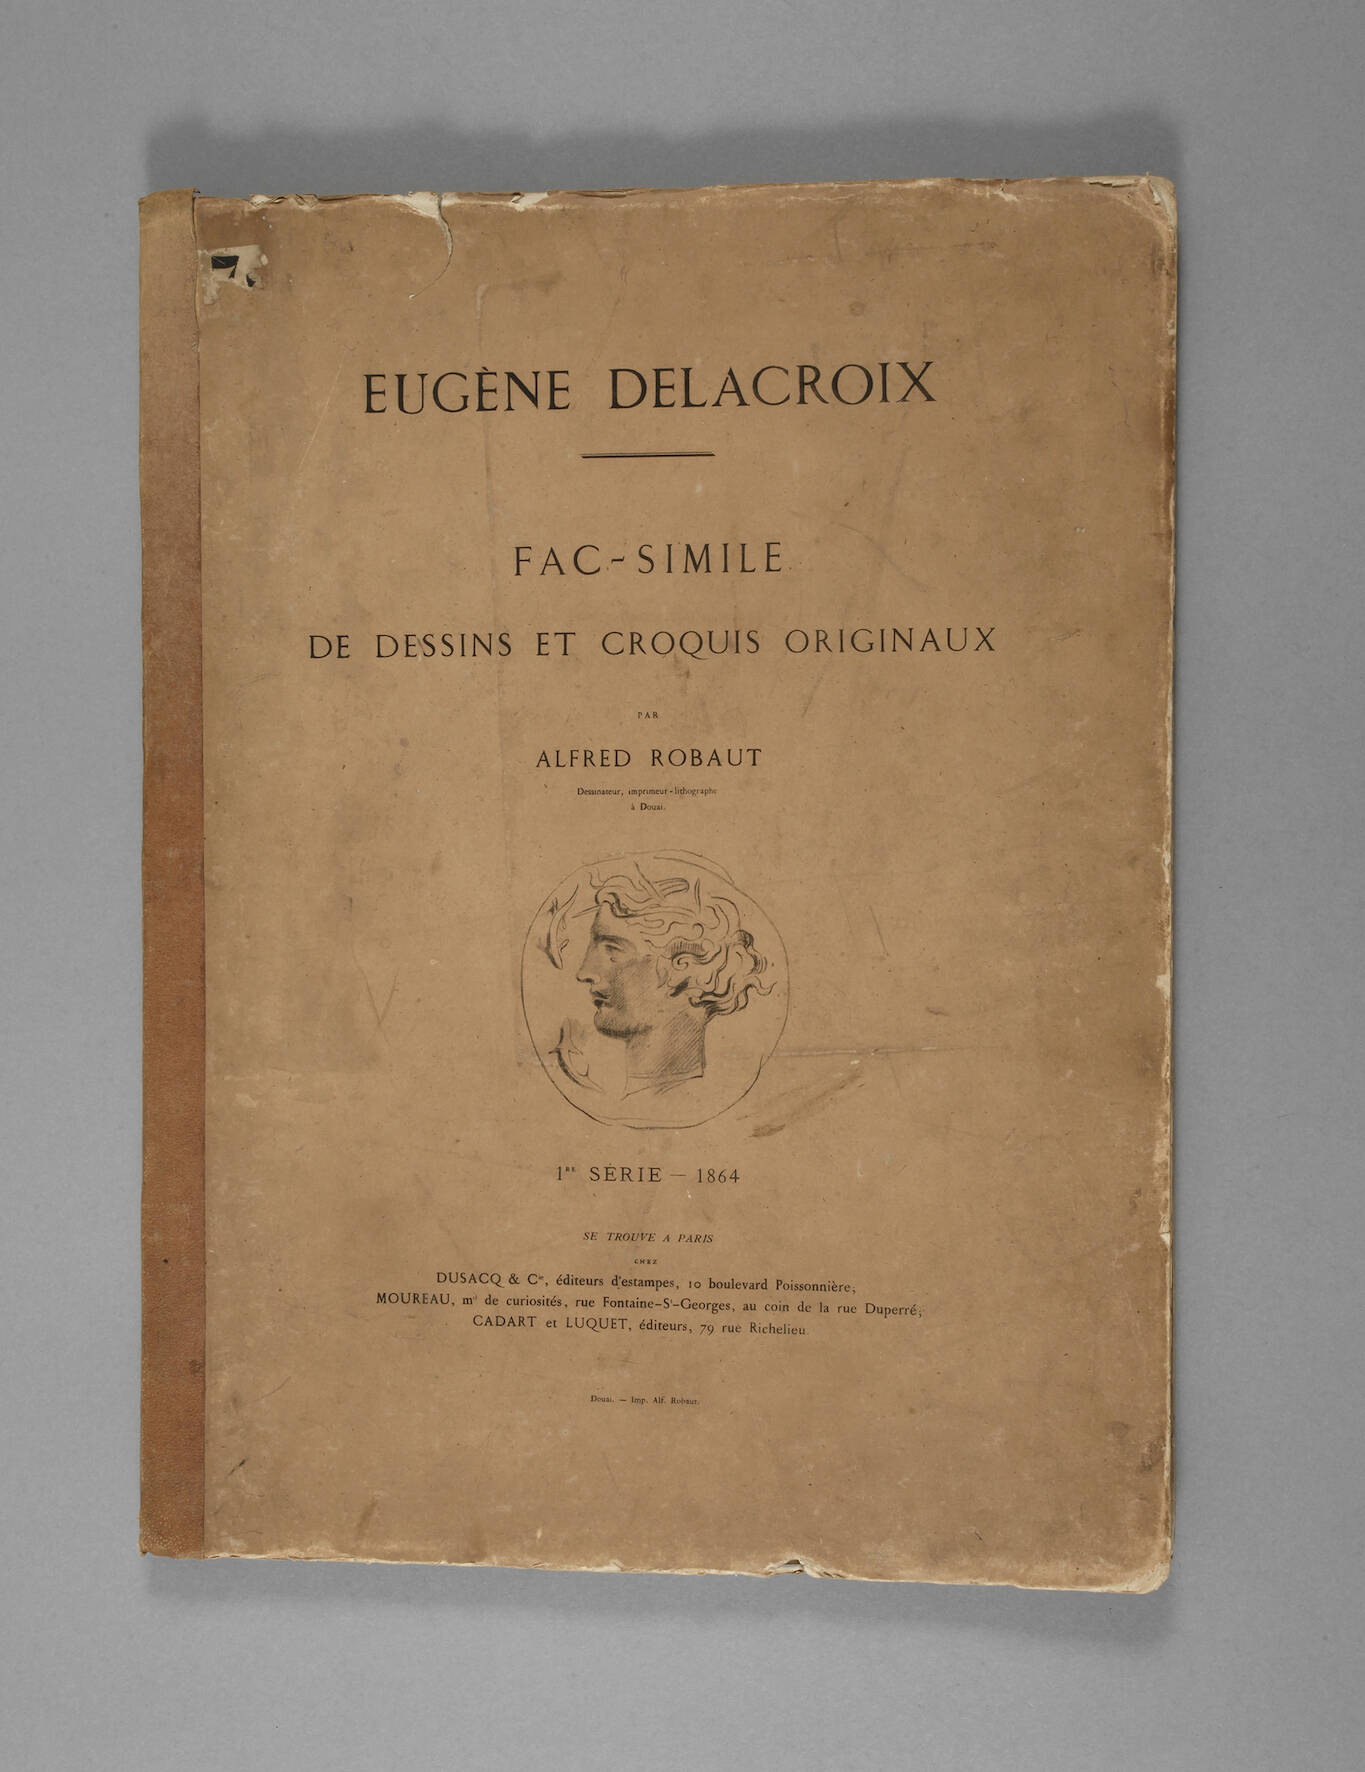 7
EUGÈNE DELACROIX
FAC-SIMILE
DE DESSINS ET CROQUIS ORIGINAUX
PAR
ALFRED ROBAUT
Dessinateur, imprimeur-lithographe
à Douai.
1RE SÉRIE — 1864
SE TROUVE A PARIS
CHEZ
DUSACQ & Cie, éditeurs d'estampes, 10 boulevard Poissonnière;
MOUREAU, md de curiosités, rue Fontaine-St-Georges, au coin de la rue Duperré;
CADART et LUQUET, éditeurs, 79 rue Richelieu.
Douai. — Imp. Alf. Robaut.